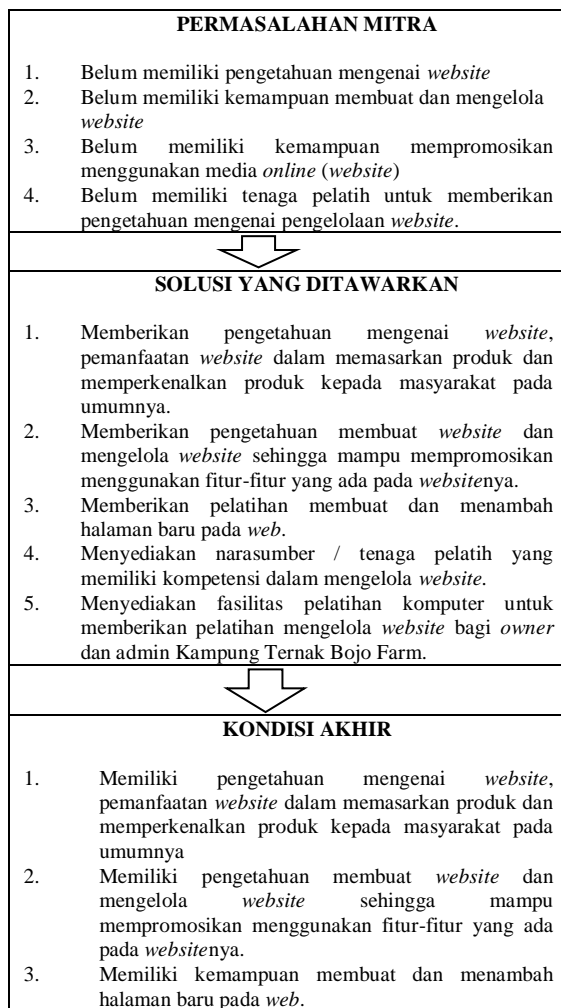 PERMASALAHAN MITRA
1. Belum memiliki pengetahuan mengenai website
2. Belum memiliki kemampuan membuat dan mengelola
website
3. Belum memiliki kemampuan mempromosikan
menggunakan media online (website)
4. Belum memiliki tenaga pelatih untuk memberikan
pengetahuan mengenai pengelolaan website.
SOLUSI YANG DITAWARKAN
1. Memberikan pengetahuan mengenai website,
pemanfaatan website dalam memasarkan produk dan
memperkenalkan produk kepada masyarakat pada
umumnya.
2. Memberikan pengetahuan membuat website dan
mengelola website sehingga mampu mempromosikan
menggunakan fitur-fitur yang ada pada websitenya.
3. Memberikan pelatihan membuat dan menambah
halaman baru pada web.
4. Menyediakan narasumber / tenaga pelatih yang
memiliki kompetensi dalam mengelola website.
5. Menyediakan fasilitas pelatihan komputer untuk
memberikan pelatihan mengelola website bagi owner
dan admin Kampung Ternak Bojo Farm.
KONDISI AKHIR
1. Memiliki pengetahuan mengenai website,
pemanfaatan website dalam memasarkan produk dan
memperkenalkan produk kepada masyarakat pada
umumnya
2. Memiliki pengetahuan membuat website dan
mengelola website sehingga mampu
mempromosikan menggunakan fitur-fitur yang ada
pada websitenya.
3. Memiliki kemampuan membuat dan menambah
halaman baru pada web.